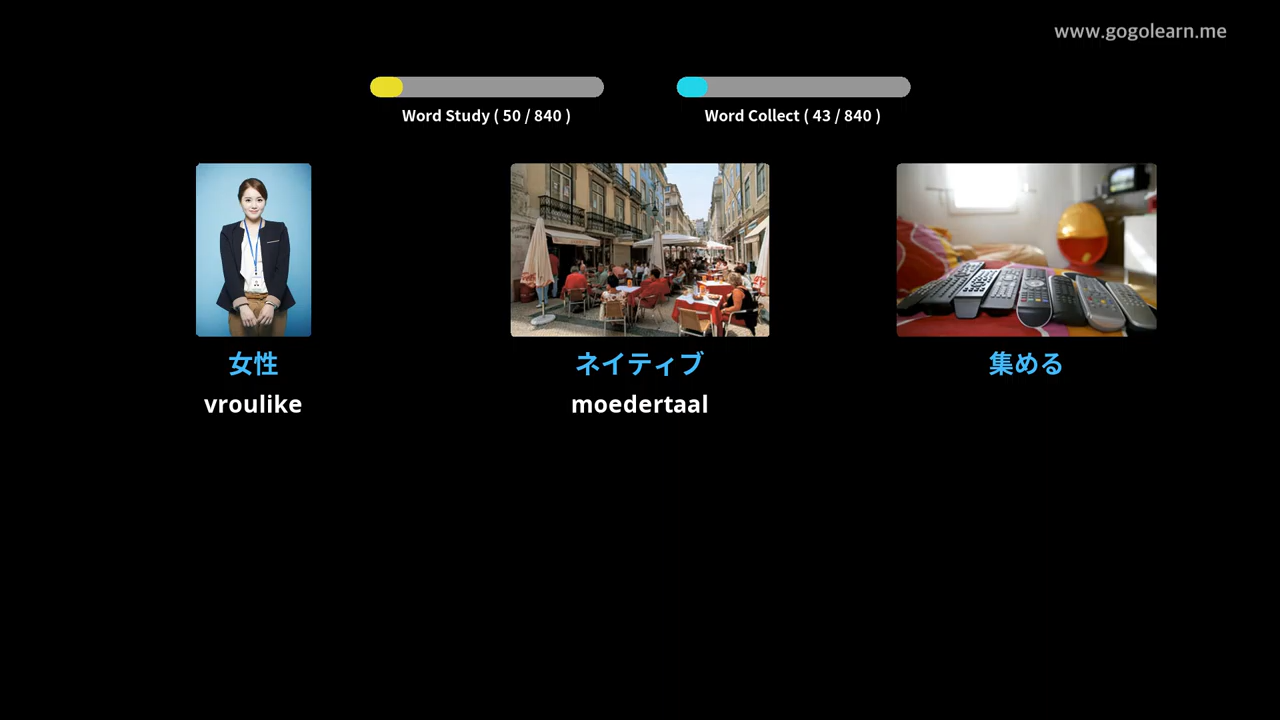 www.gogolearn.me
Word Study ( 50 / 840 )
Word Collect ( 43 / 840 )
女性
ネイティブ
集める
vroulike
moedertaal